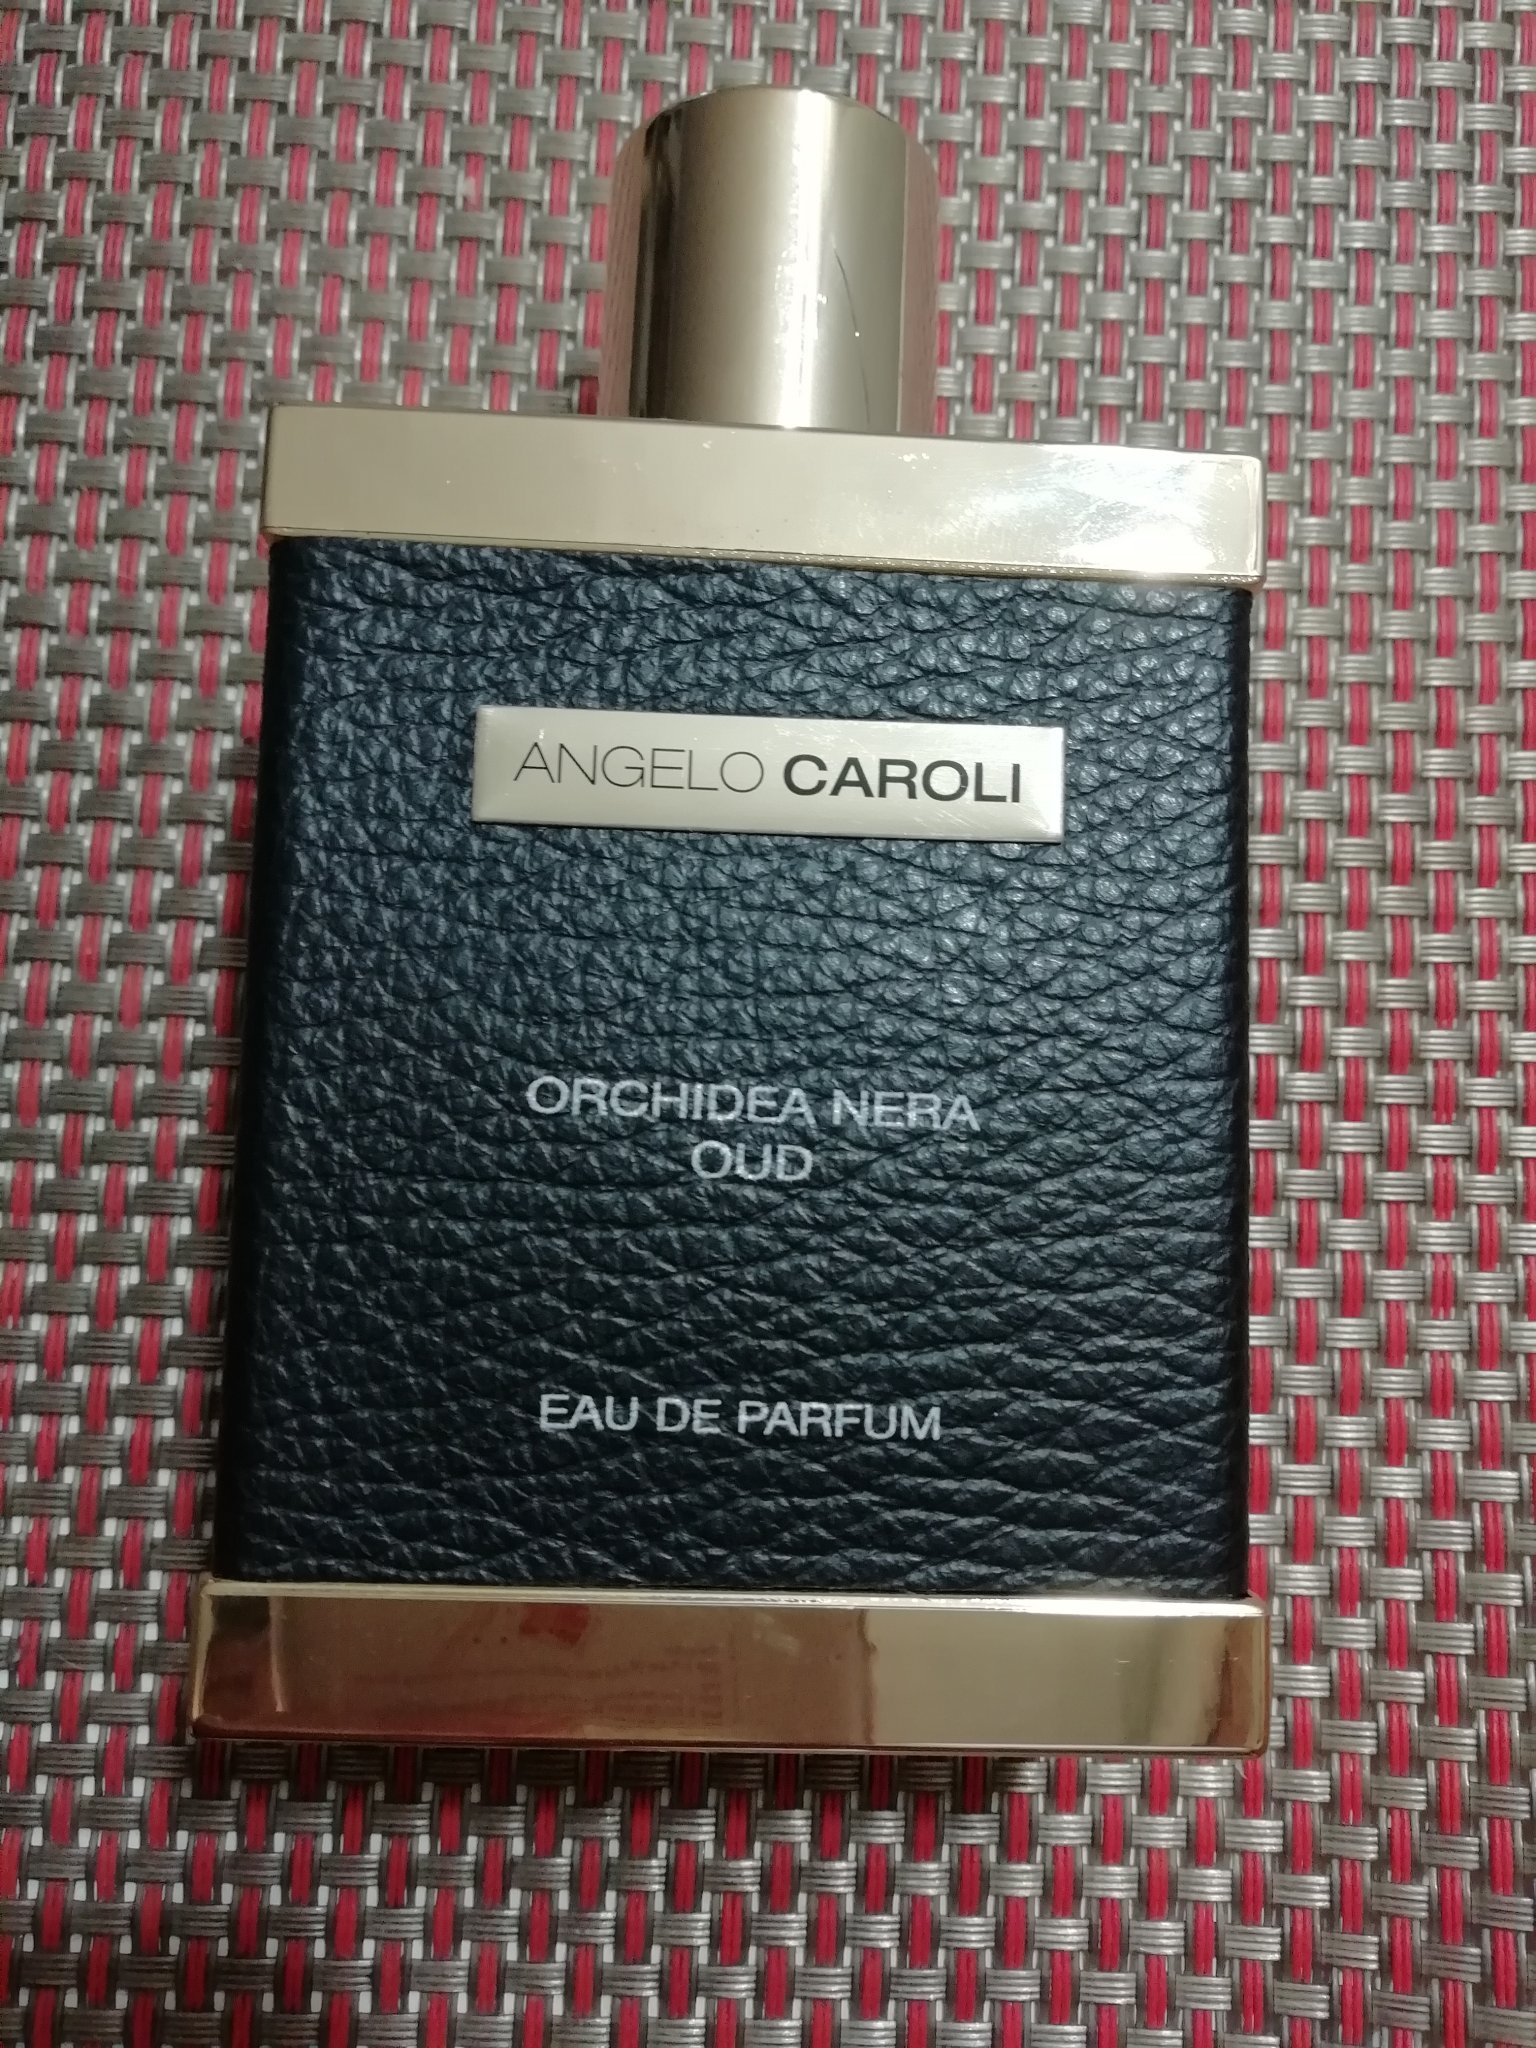 ANGELO CAROLI
ORCHIDEA NERA
OUD
EAU DE PARFUM